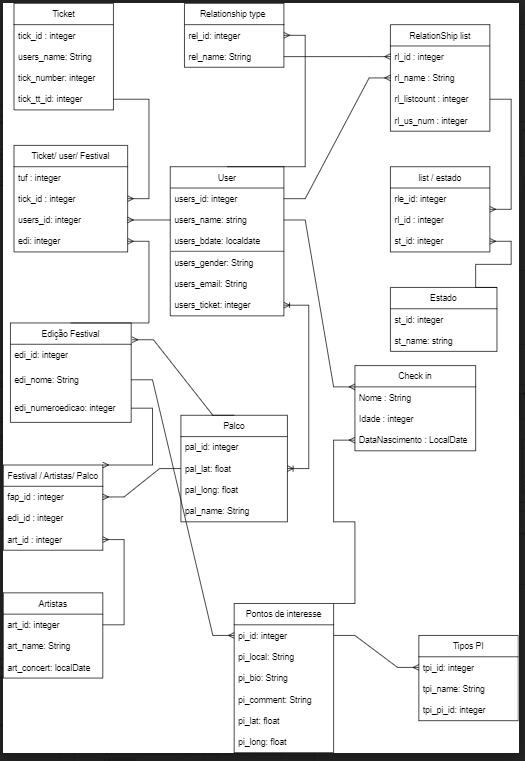 Ticket
tick_id : integer
users_name: String
tick_number: integer
tick_tt_id: integer
Relationship type
rel_id: integer
rel_name: String
RelationShip list
rl_id : integer
rl_name : String
rl_listcount : integer
rl_us_num : integer
Ticket/ user/ Festival
tuf : integer
tick_id : integer
users_id: integer
edi: integer
User
users_id: integer
users_name: string
users_bdate: localdate
users_gender: String
users_email: String
users_ticket: integer
list / estado
rle_id: integer
rl_id : integer
st_id: integer
Estado
st_id: integer
st_name: string
Edição Festival
edi_id: integer
edi_nome: String
edi_numeroedicao: integer
Check in
Nome : String
Idade : integer
DataNascimento : LocalDate
Palco
pal_id: integer
pal_lat: float
pal_long: float
pal_name: String
Festival / Artistas/ Palco
fap_id : integer
edi_id : integer
art_id : integer
Artistas
art_id: integer
art_name: String
art_concert: localDate
Pontos de interesse
pi_id: integer
pi_local: String
pi_bio: String
pi_comment: String
pi_lat: float
pi_long: float
Tipos PI
tpi_id: integer
tpi_name: String
tpi_pi_id: integer